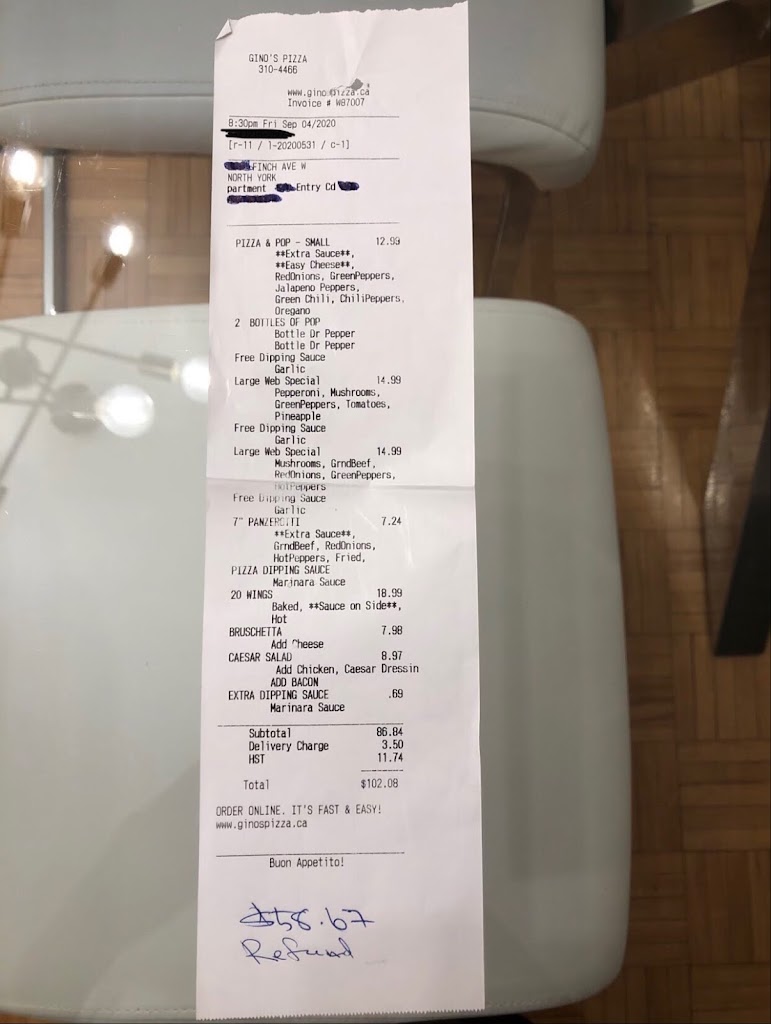 GINO'S PIZZA
310-4466
www.ginospizza.ca
Invoice # W87007
8:30pm Fri Sep 04/2020
[r-11 / l-20200531 / c-1]
FINCH AVE W
NORTH YORK
partment Entry Cd
PIZZA & POP - SMALL 12.99
**Extra Sauce**,
**Easy Cheese**,
RedOnions, GreenPeppers,
Jalapeno Peppers,
Green Chili, ChiliPeppers,
Oregano
2 BOTTLES OF POP
Bottle Dr Pepper
Bottle Dr Pepper
Free Dipping Sauce
Garlic
Large Web Special 14.99
Pepperoni, Mushrooms,
GreenPeppers, Tomatoes,
Pineapple
Free Dipping Sauce
Garlic
Large Web Special 14.99
Mushrooms, GrndBeef,
RedOnions, GreenPeppers,
HotPeppers
Free Dipping Sauce
Garlic
7" PANZEROTTI 7.24
**Extra Sauce**,
GrndBeef, RedOnions,
HotPeppers, Fried,
PIZZA DIPPING SAUCE
Marinara Sauce
20 WINGS 18.99
Baked, **Sauce on Side**,
Hot
BRUSCHETTA 7.98
Add Cheese
CAESAR SALAD 8.97
Add Chicken, Caesar Dressin
ADD BACON
EXTRA DIPPING SAUCE .69
Marinara Sauce
Subtotal 86.84
Delivery Charge 3.50
HST 11.74
Total $102.08
ORDER ONLINE. IT'S FAST & EASY!
www.ginospizza.ca
Buon Appetito!
$58.67
Refund